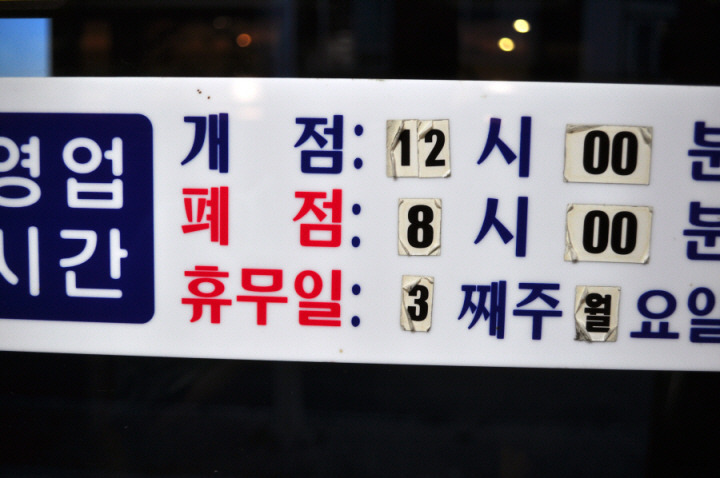 영업
시간
개 점: 12 시 00 분
폐 점: 8 시 00 분
휴무일: 3 째주 월 요일